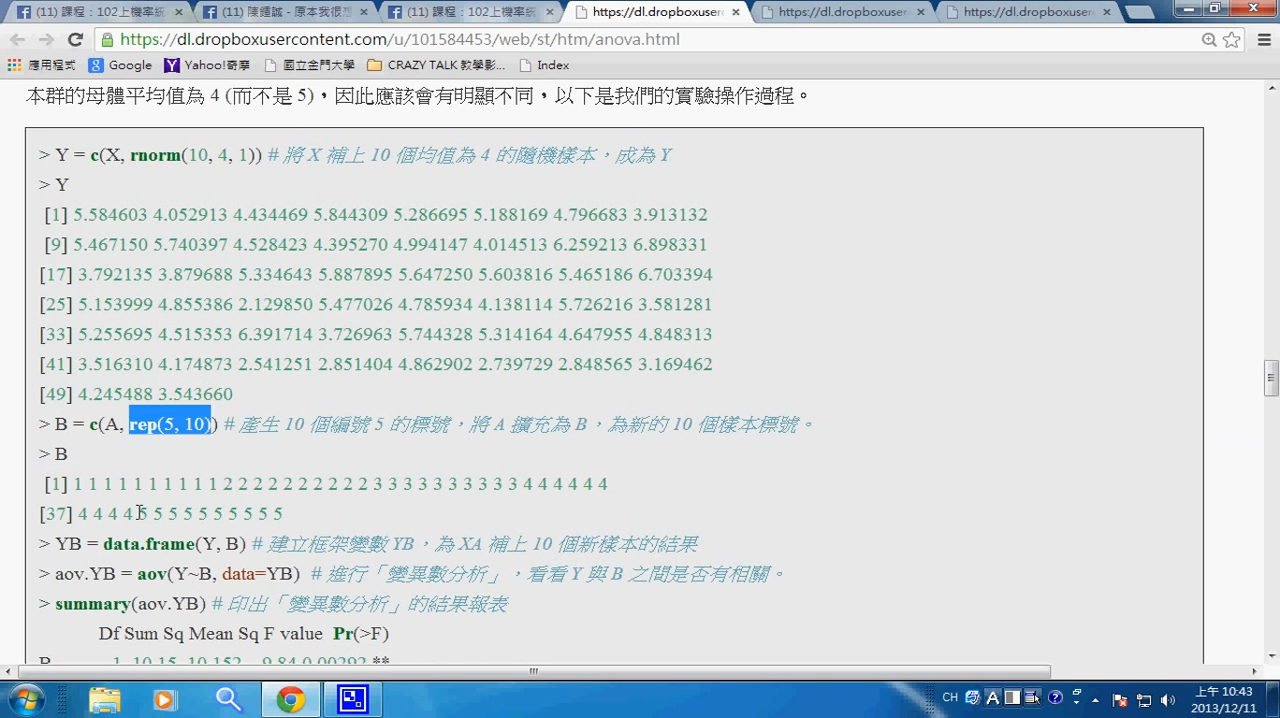 (11) 課程：102上機率統
(11) 陳鍾誠 - 原本我很想
(11) 課程：102上機率統
https://dl.dropboxuser
https://dl.dropboxuser
https://dl.dropboxuser
https://dl.dropboxusercontent.com/u/101584453/web/st/htm/anova.html
應用程式 Google Yahoo!奇摩 國立金門大學 CRAZY TALK 教學影... Index
本群的母體平均值為 4 (而不是 5)，因此應該會有明顯不同，以下是我們的實驗操作過程。
> Y = c(X, rnorm(10, 4, 1)) # 將 X 補上 10 個均值為 4 的隨機樣本，成為 Y
> Y
[1] 5.584603 4.052913 4.434469 5.844309 5.286695 5.188169 4.796683 3.913132
[9] 5.467150 5.740397 4.528423 4.395270 4.994147 4.014513 6.259213 6.898331
[17] 3.792135 3.879688 5.334643 5.887895 5.647250 5.603816 5.465186 6.703394
[25] 5.153999 4.855386 2.129850 5.477026 4.785934 4.138114 5.726216 3.581281
[33] 5.255695 4.515353 6.391714 3.726963 5.744328 5.314164 4.647955 4.848313
[41] 3.516310 4.174873 2.541251 2.851404 4.862902 2.739729 2.848565 3.169462
[49] 4.245488 3.543660
> B = c(A, rep(5, 10)) # 產生 10 個編號 5 的標號，將 A 擴充為 B，為新的 10 個樣本標號。
> B
[1] 1 1 1 1 1 1 1 1 1 1 2 2 2 2 2 2 2 2 2 2 3 3 3 3 3 3 3 3 3 3 4 4 4 4 4 4
[37] 4 4 4 4 5 5 5 5 5 5 5 5 5 5
> YB = data.frame(Y, B) # 建立框架變數 YB，為 XA 補上 10 個新樣本的結果
> aov.YB = aov(Y~B, data=YB) # 進行「變異數分析」，看看 Y 與 B 之間是否有相關。
> summary(aov.YB) # 印出「變異數分析」的結果報表
Df Sum Sq Mean Sq F value Pr(>F)
B 1 10.15 10.152 9.84 0.00292 **
CH
上午 10:43
2013/12/11